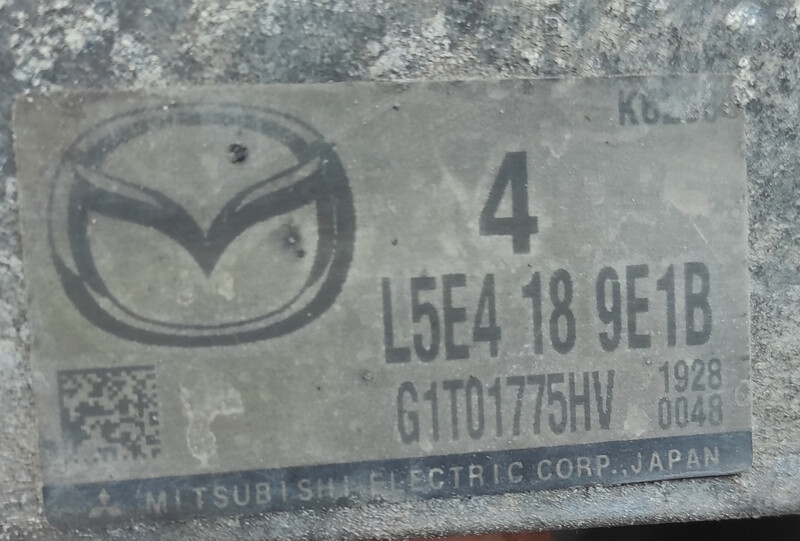 4
L5E4 18 9E1B
G1T01775HV 1928
0048
MITSUBISHI ELECTRIC CORP., JAPAN